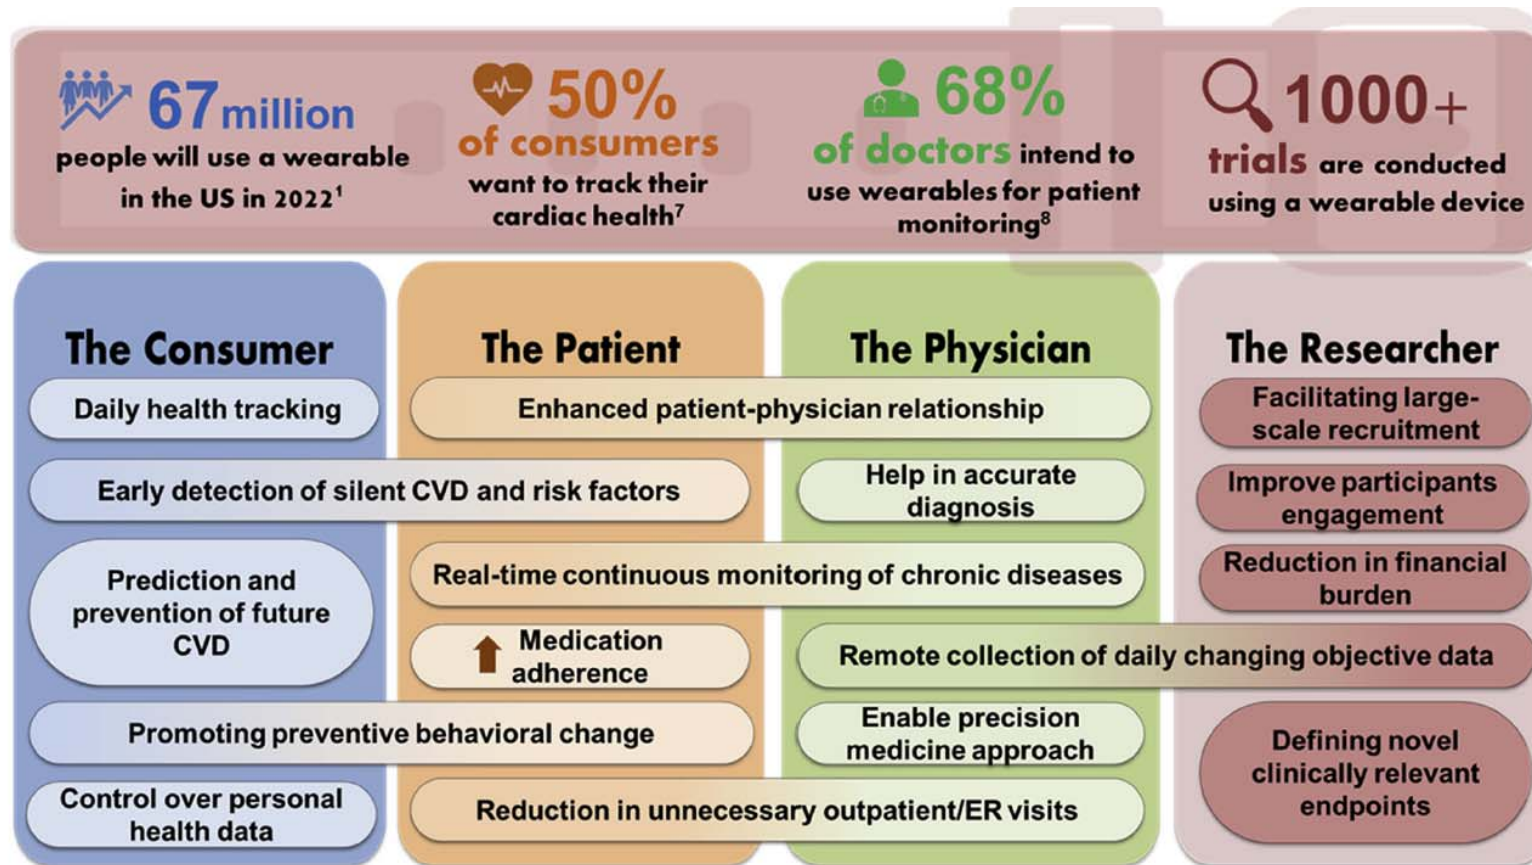 67 million
people will use a wearable
in the US in 2022¹
50%
of consumers
want to track their
cardiac health⁷
68%
of doctors intend to
use wearables for patient
monitoring⁸
1000+
trials are conducted
using a wearable device
The Consumer
The Patient
The Physician
The Researcher
Daily health tracking
Enhanced patient-physician relationship
Facilitating large-
scale recruitment
Early detection of silent CVD and risk factors
Help in accurate
diagnosis
Improve participants
engagement
Prediction and
prevention of future
CVD
Real-time continuous monitoring of chronic diseases
Reduction in financial
burden
Medication
adherence
Remote collection of daily changing objective data
Promoting preventive behavioral change
Enable precision
medicine approach
Defining novel
clinically relevant
endpoints
Control over personal
health data
Reduction in unnecessary outpatient/ER visits